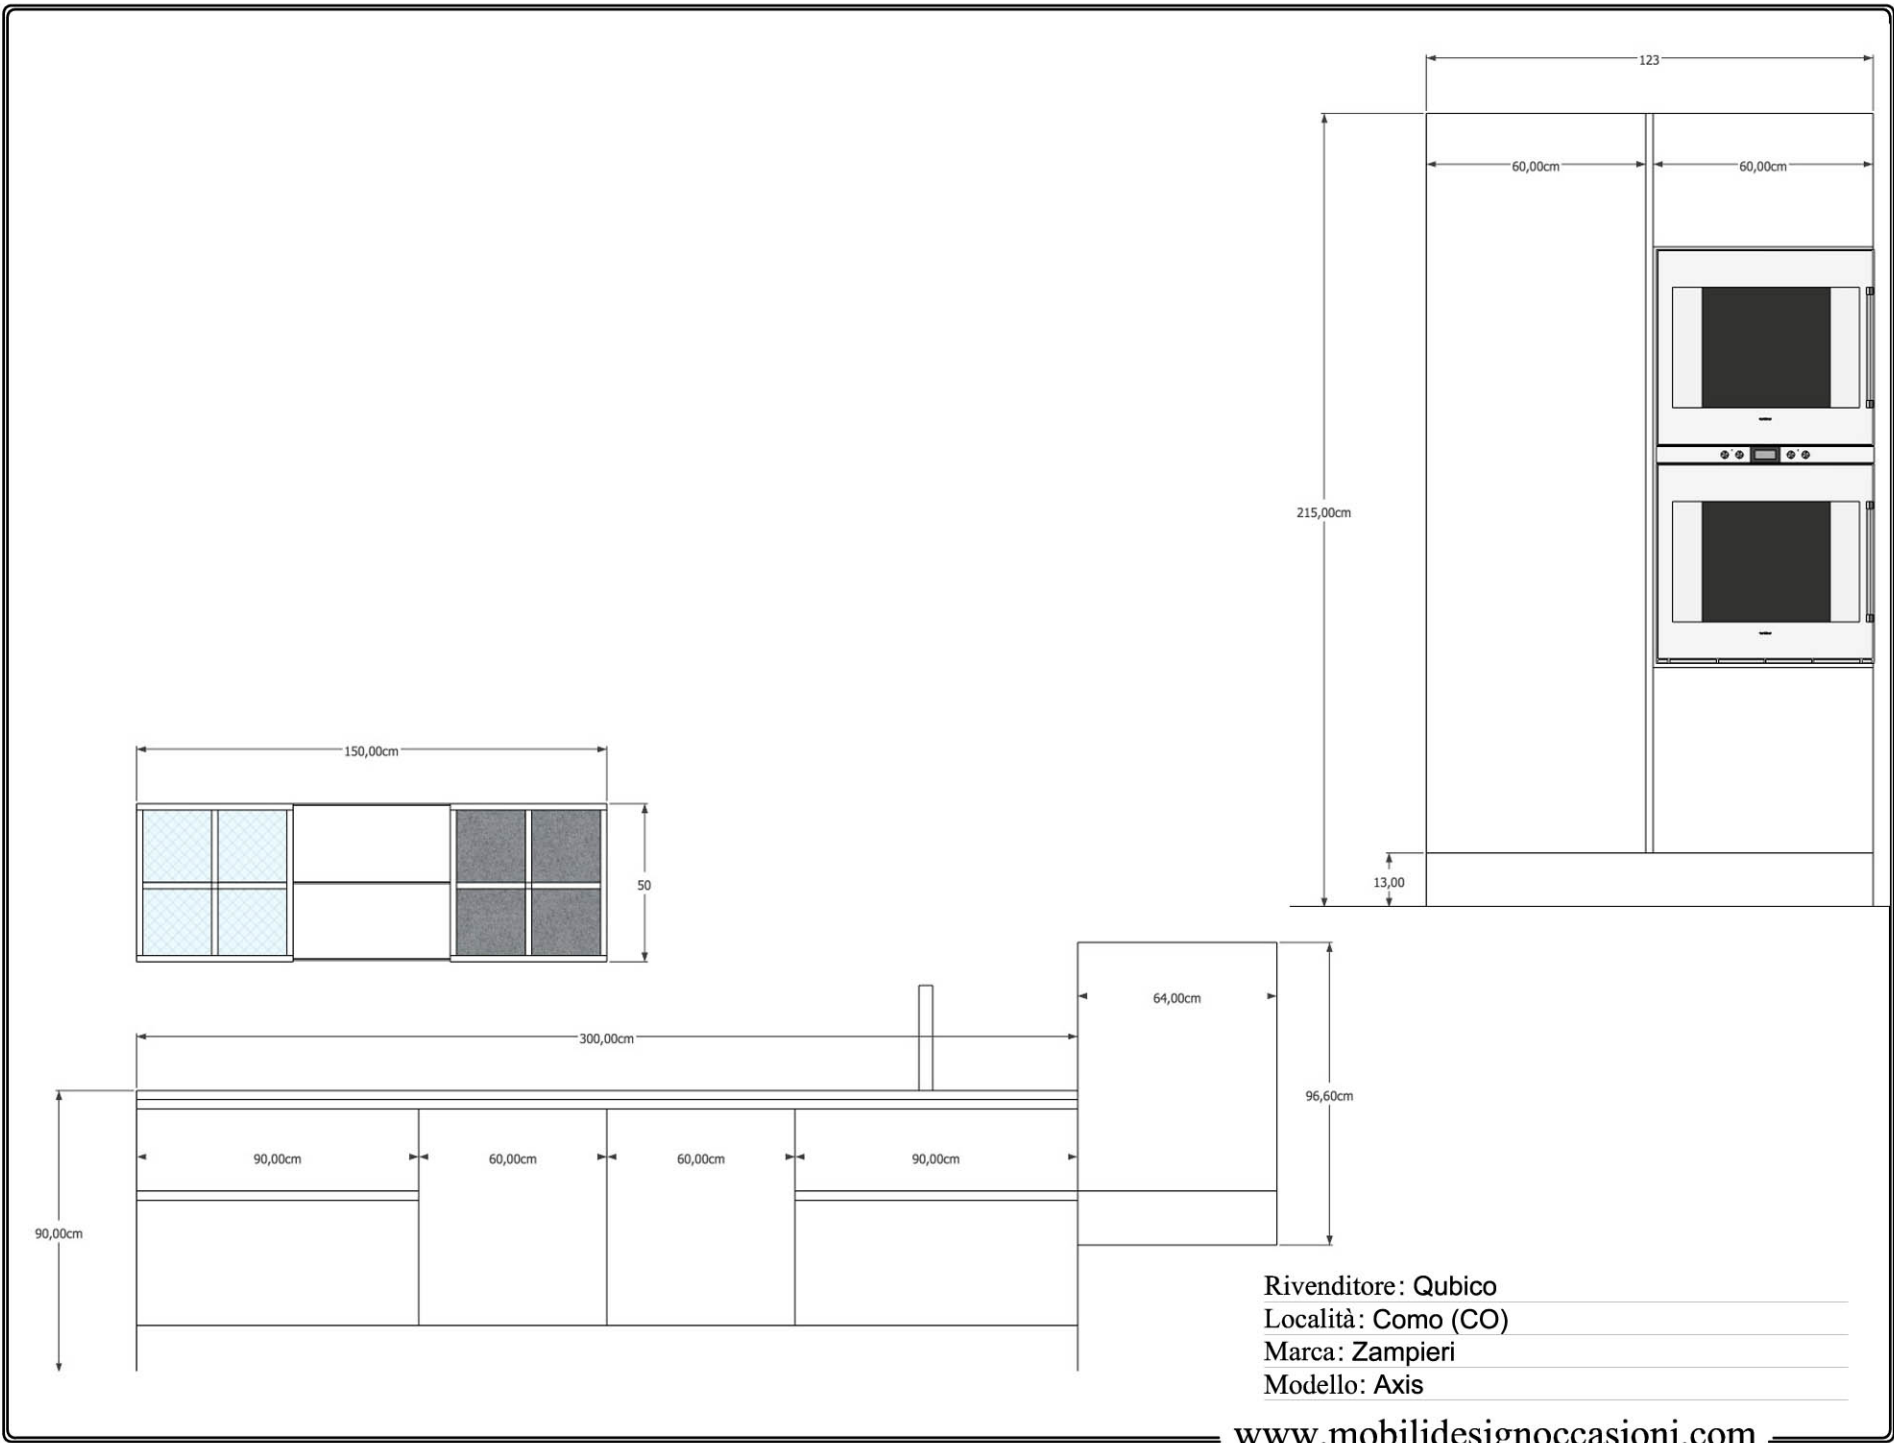 123
60,00cm
60,00cm
215,00cm
13,00
150,00cm
50
64,00cm
300,00cm
96,60cm
90,00cm
60,00cm
60,00cm
90,00cm
90,00cm
Rivenditore: Qubico
Località: Como (CO)
Marca: Zampieri
Modello: Axis
www.mobilidesignoccasioni.com